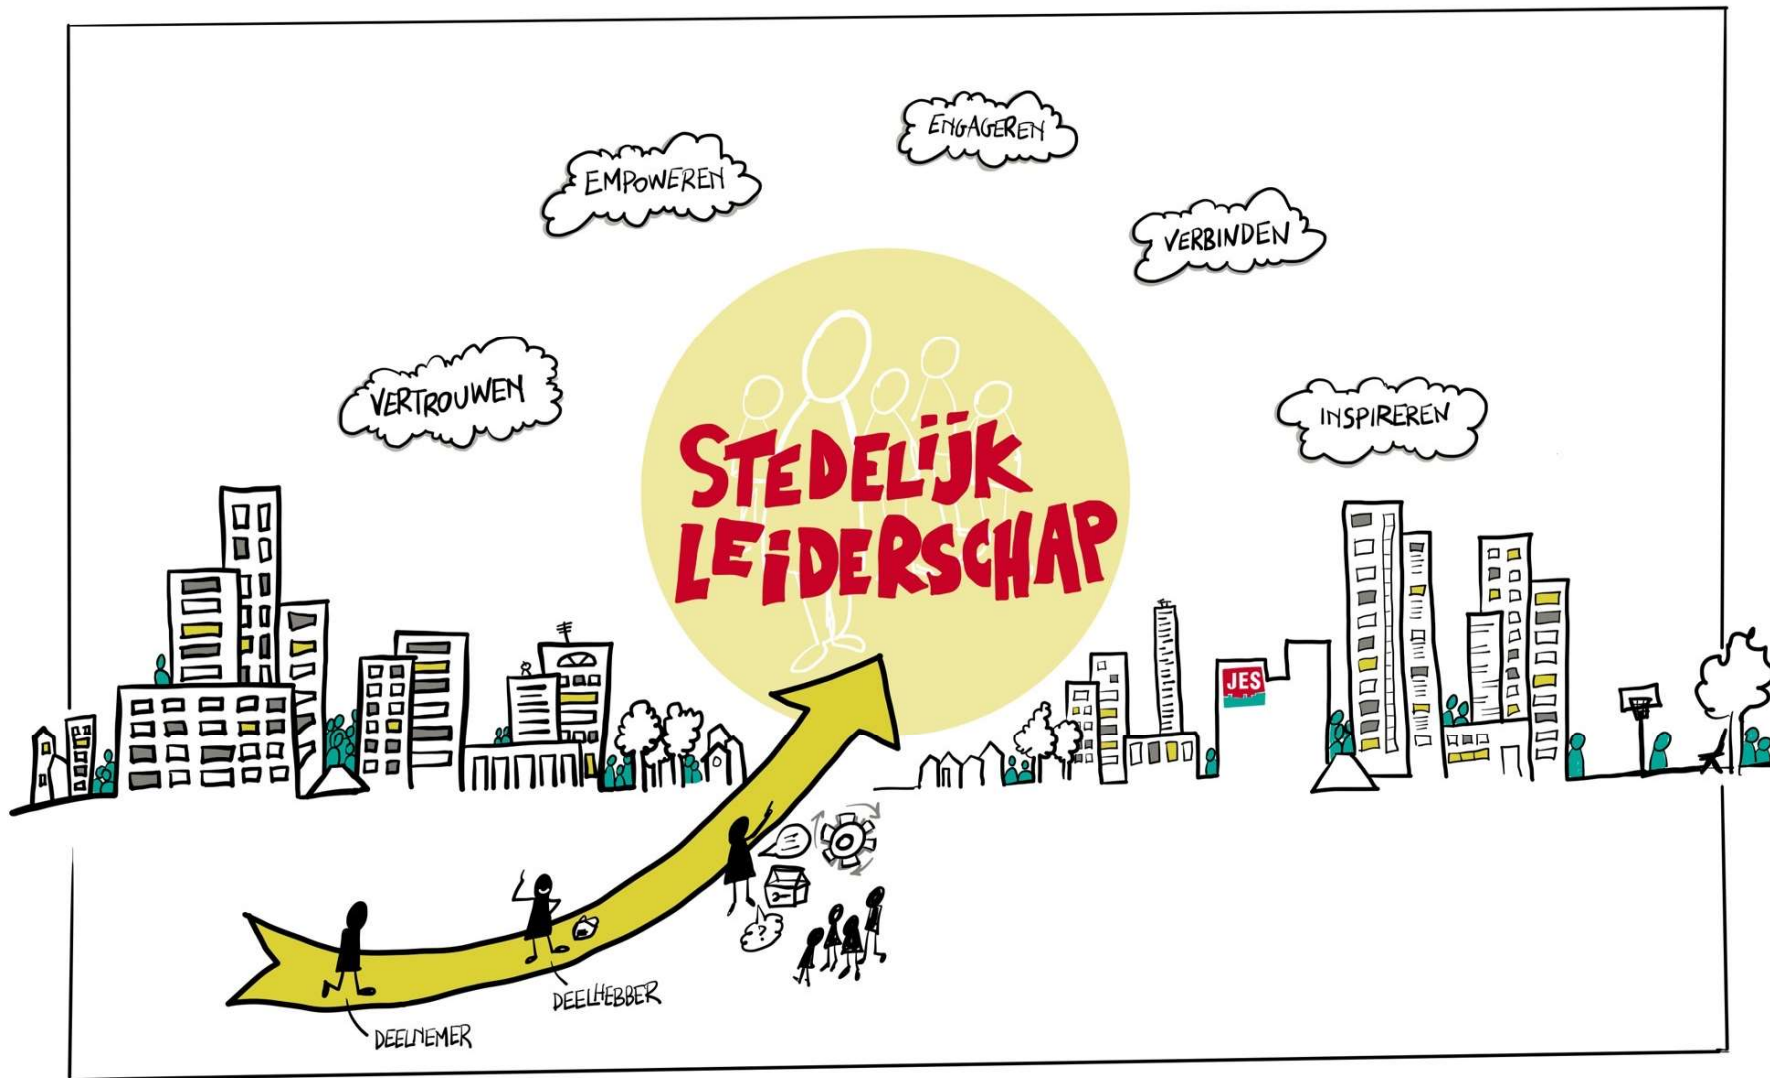 ENGAGEREN
EMPOWEREN
VERBINDEN
VERTROUWEN
INSPIREREN
STEDELIJK
LEIDERSCHAP
JES
?
DEELHEBBER
DEELNEMER